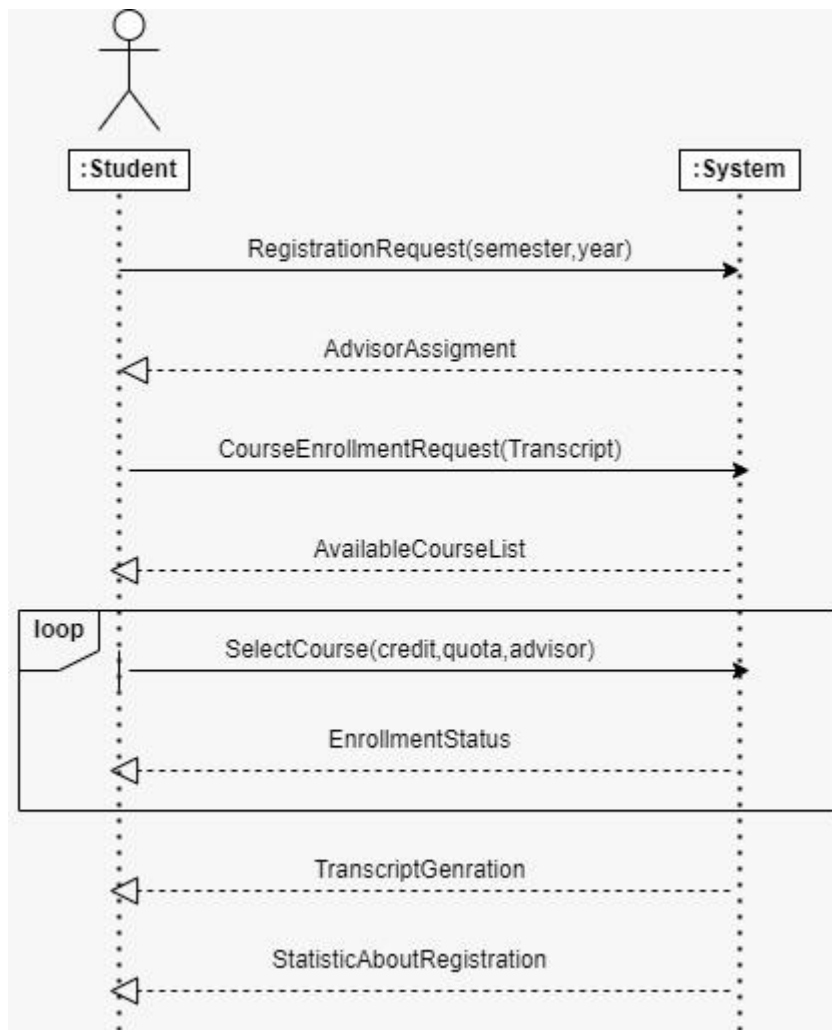 :Student
:System
RegistrationRequest(semester,year)
AdvisorAssigment
CourseEnrollmentRequest(Transcript)
AvailableCourseList
loop
SelectCourse(credit,quota,advisor)
EnrollmentStatus
TranscriptGenration
StatisticAboutRegistration